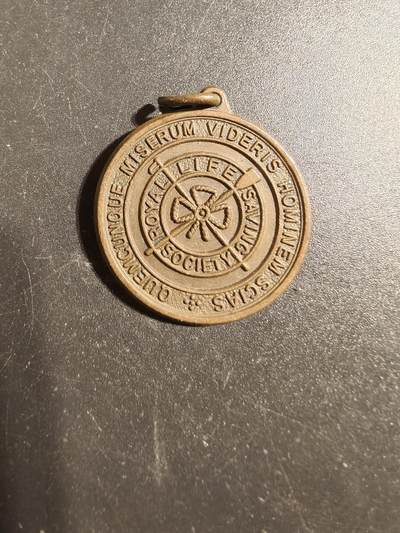 QUEMCUNQUE MISERUM VIDERIS HOMINEM SCIAS
ROYAL LIFE SAVING SOCIETY